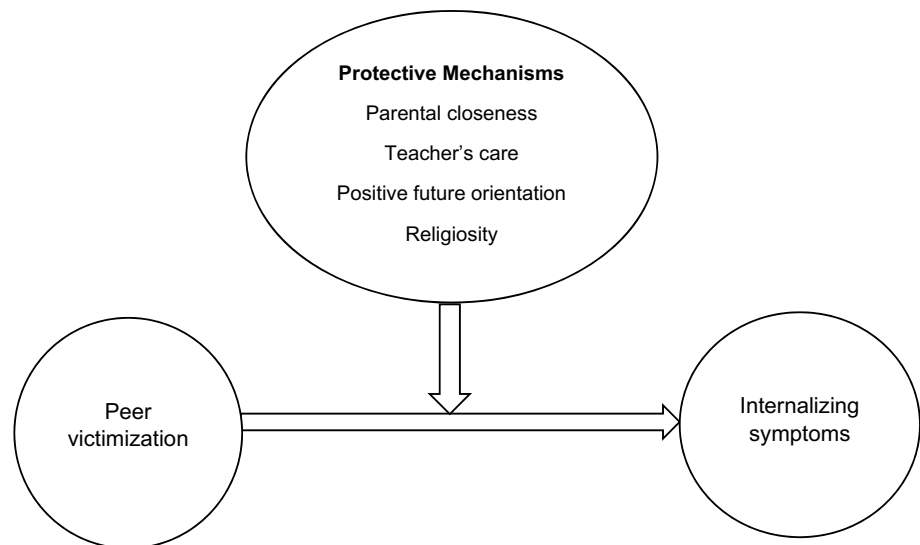 Protective Mechanisms
Parental closeness
Teacher’s care
Positive future orientation
Religiosity
Peer
victimization
Internalizing
symptoms